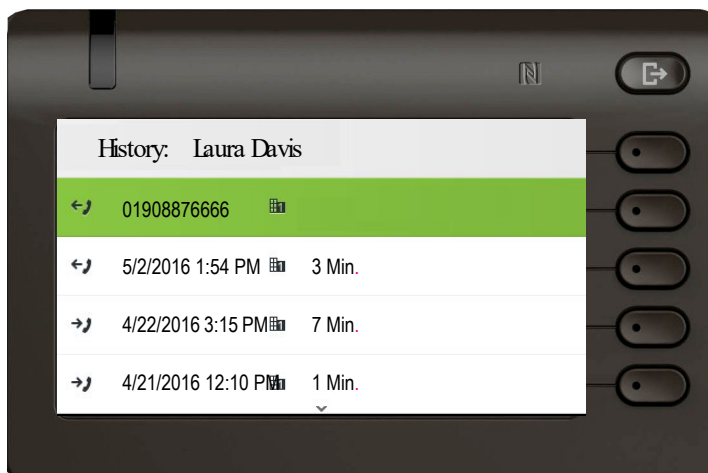 History: Laura Davis
01908876666
5/2/2016 1:54 PM 3 Min.
4/22/2016 3:15 PM 7 Min.
4/21/2016 12:10 PM 1 Min.